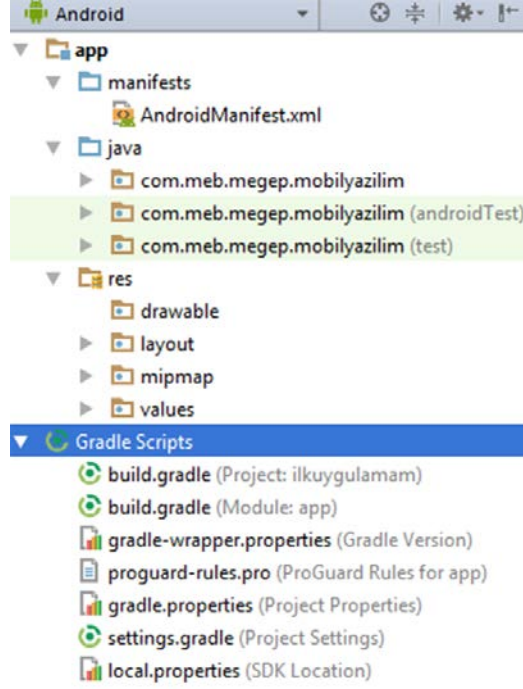 Android
app
manifests
AndroidManifest.xml
java
com.meb.megep.mobilyazilim
com.meb.megep.mobilyazilim (androidTest)
com.meb.megep.mobilyazilim (test)
res
drawable
layout
mipmap
values
Gradle Scripts
build.gradle (Project: ilkuygulamam)
build.gradle (Module: app)
gradle-wrapper.properties (Gradle Version)
proguard-rules.pro (ProGuard Rules for app)
gradle.properties (Project Properties)
settings.gradle (Project Settings)
local.properties (SDK Location)